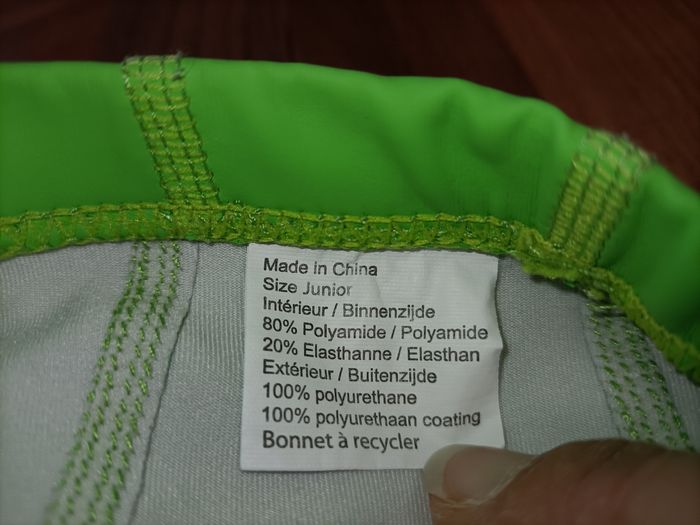 Made in China
Size Junior
Intérieur / Binnenzijde
80% Polyamide / Polyamide
20% Elasthanne / Elasthan
Extérieur / Buitenzijde
100% polyurethane
100% polyurethaan coating
Bonnet à recycler